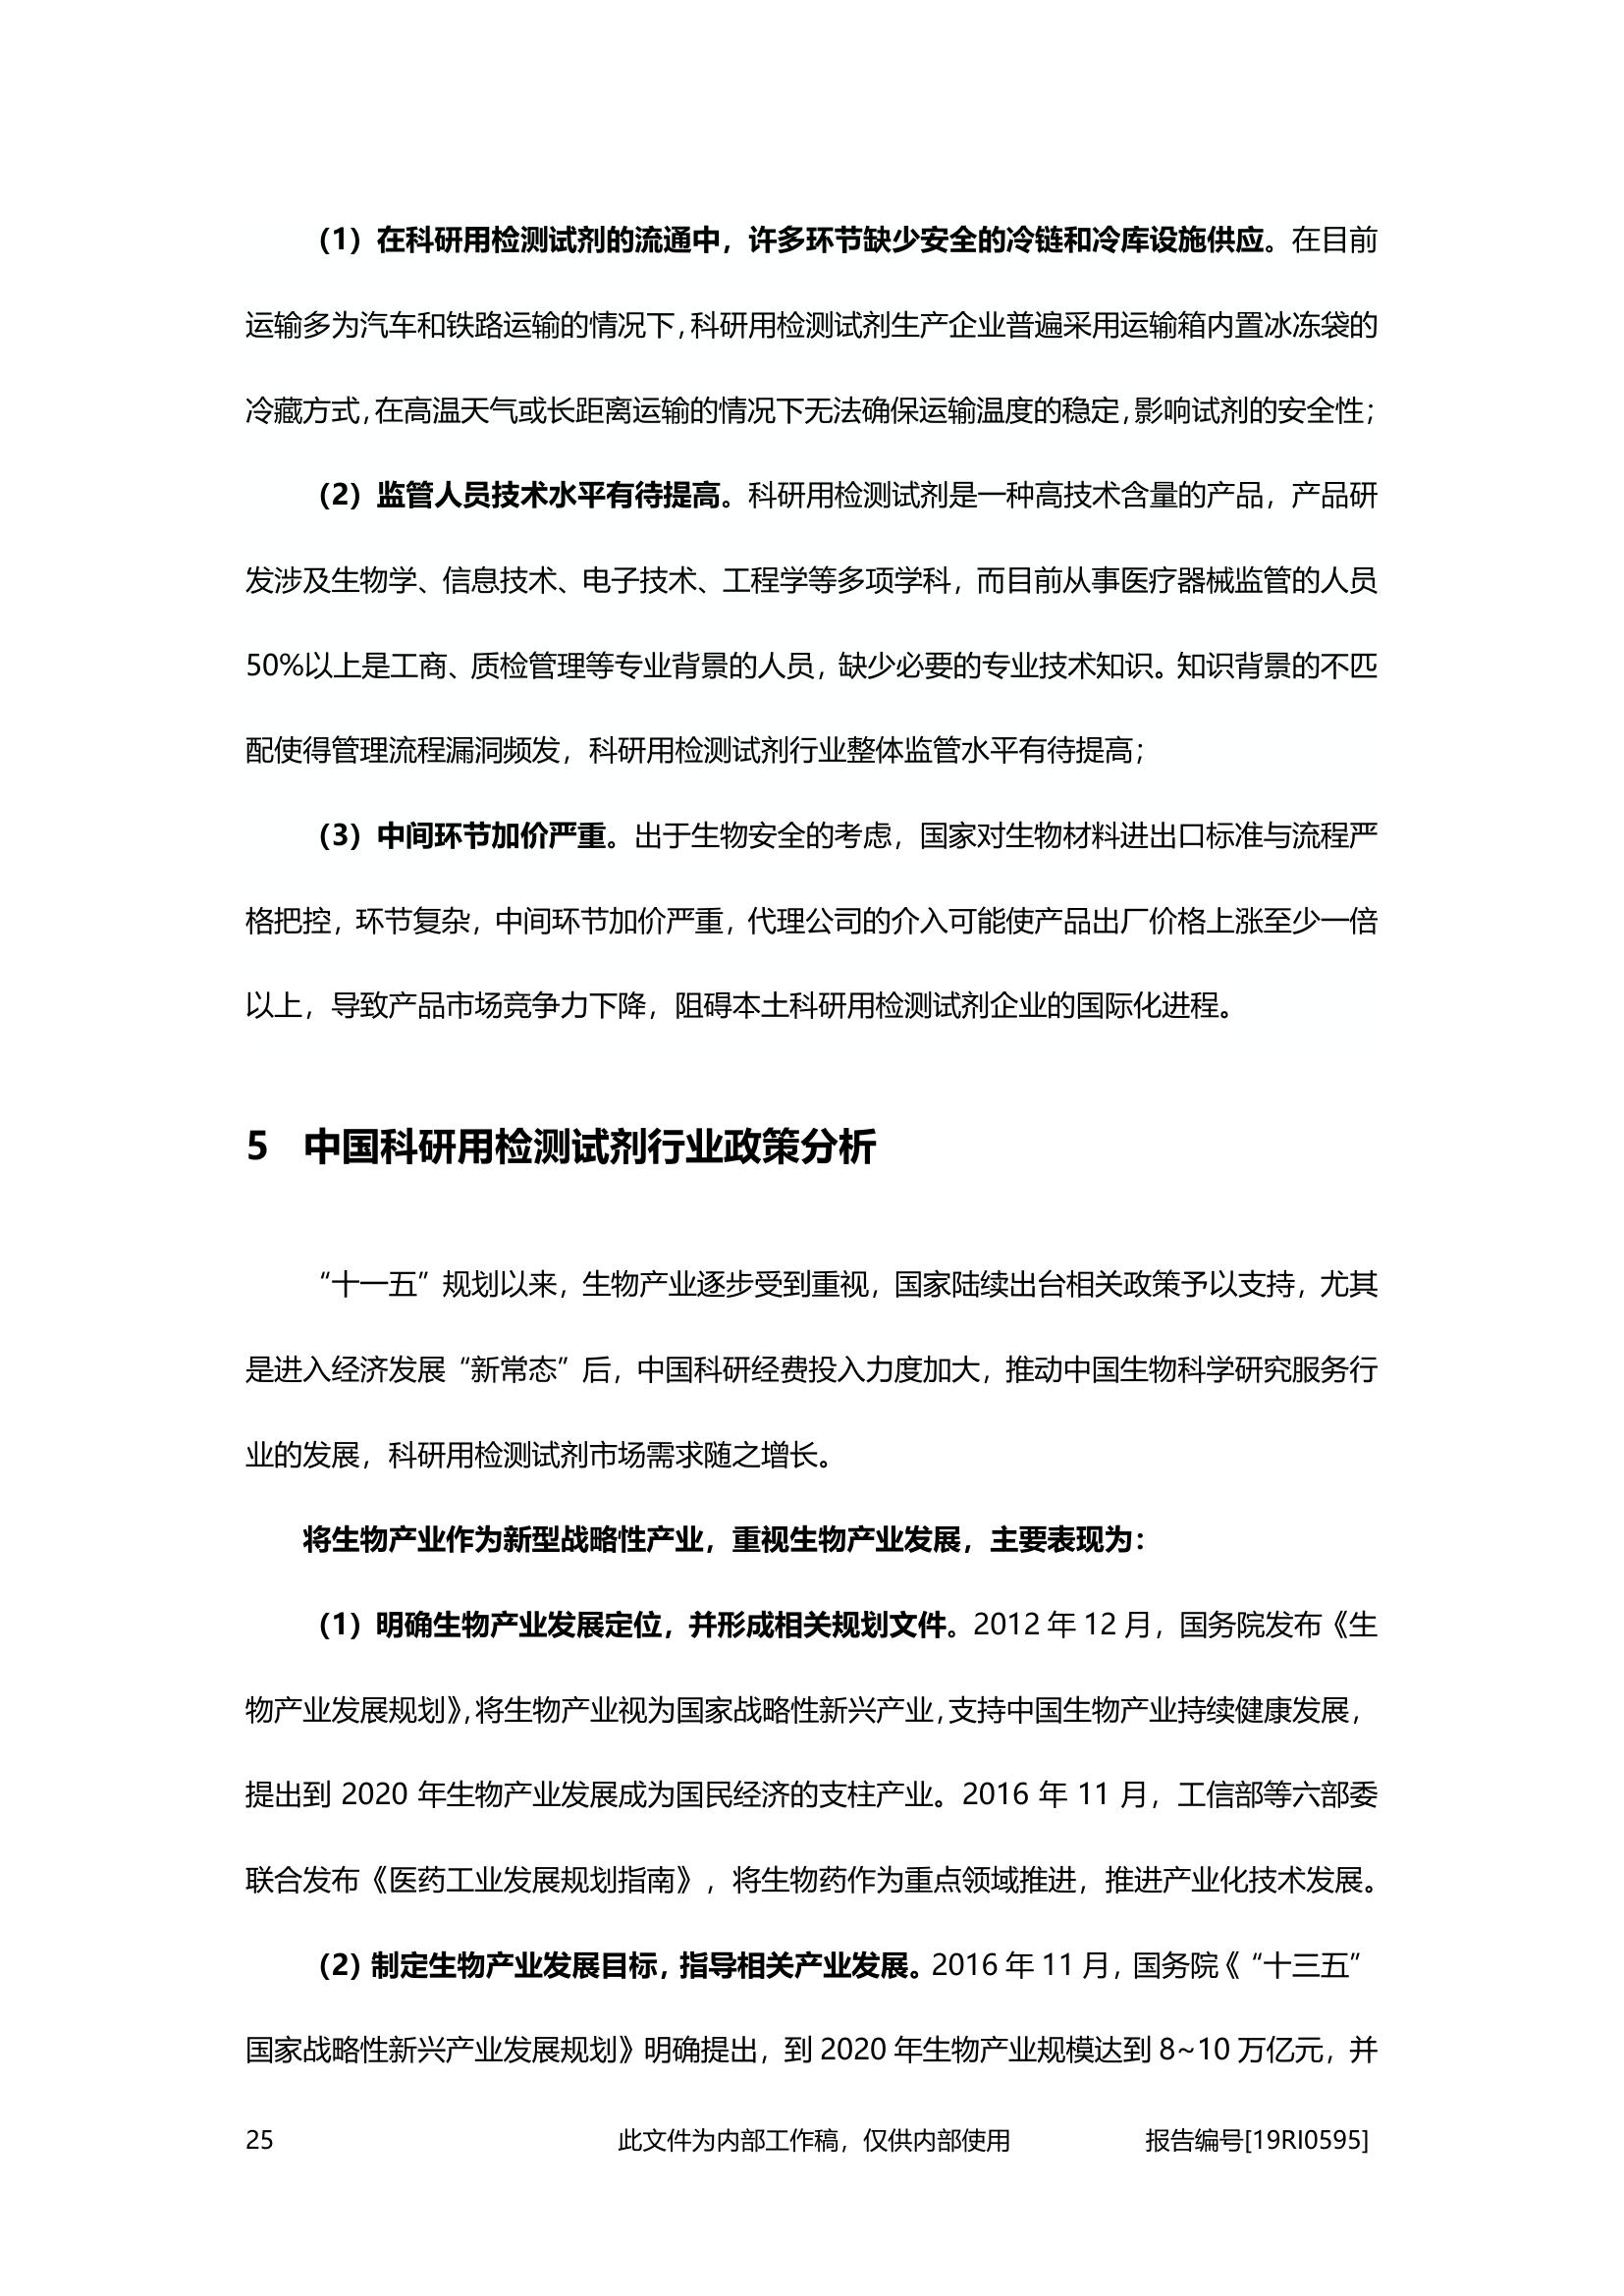 （1）在科研用检测试剂的流通中，许多环节缺少安全的冷链和冷库设施供应。在目前
运输多为汽车和铁路运输的情况下，科研用检测试剂生产企业普遍采用运输箱内置冰冻袋的
冷藏方式，在高温天气或长距离运输的情况下无法确保运输温度的稳定，影响试剂的安全性；
（2）监管人员技术水平有待提高。科研用检测试剂是一种高技术含量的产品，产品研
发涉及生物学、信息技术、电子技术、工程学等多项学科，而目前从事医疗器械监管的人员
50%以上是工商、质检管理等专业背景的人员，缺少必要的专业技术知识。知识背景的不匹
配使得管理流程漏洞频发，科研用检测试剂行业整体监管水平有待提高；
（3）中间环节加价严重。出于生物安全的考虑，国家对生物材料进出口标准与流程严
格把控，环节复杂，中间环节加价严重，代理公司的介入可能使产品出厂价格上涨至少一倍
以上，导致产品市场竞争力下降，阻碍本土科研用检测试剂企业的国际化进程。
5 中国科研用检测试剂行业政策分析
“十一五”规划以来，生物产业逐步受到重视，国家陆续出台相关政策予以支持，尤其
是进入经济发展“新常态”后，中国科研经费投入力度加大，推动中国生物科学研究服务行
业的发展，科研用检测试剂市场需求随之增长。
将生物产业作为新型战略性产业，重视生物产业发展，主要表现为：
（1）明确生物产业发展定位，并形成相关规划文件。2012 年 12 月，国务院发布《生
物产业发展规划》，将生物产业视为国家战略性新兴产业，支持中国生物产业持续健康发展，
提出到 2020 年生物产业发展成为国民经济的支柱产业。2016 年 11 月，工信部等六部委
联合发布《医药工业发展规划指南》，将生物药作为重点领域推进，推进产业化技术发展。
（2）制定生物产业发展目标，指导相关产业发展。2016 年 11 月，国务院《“十三五”
国家战略性新兴产业发展规划》明确提出，到 2020 年生物产业规模达到 8~10 万亿元，并
25 此文件为内部工作稿，仅供内部使用 报告编号[19RI0595]